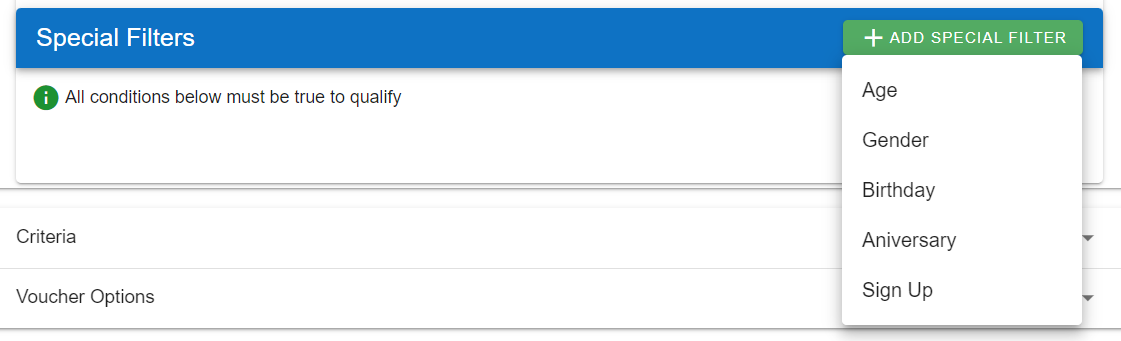 Special Filters
ADD SPECIAL FILTER
All conditions below must be true to qualify
Age
Gender
Birthday
Aniversary
Sign Up
Criteria
Voucher Options